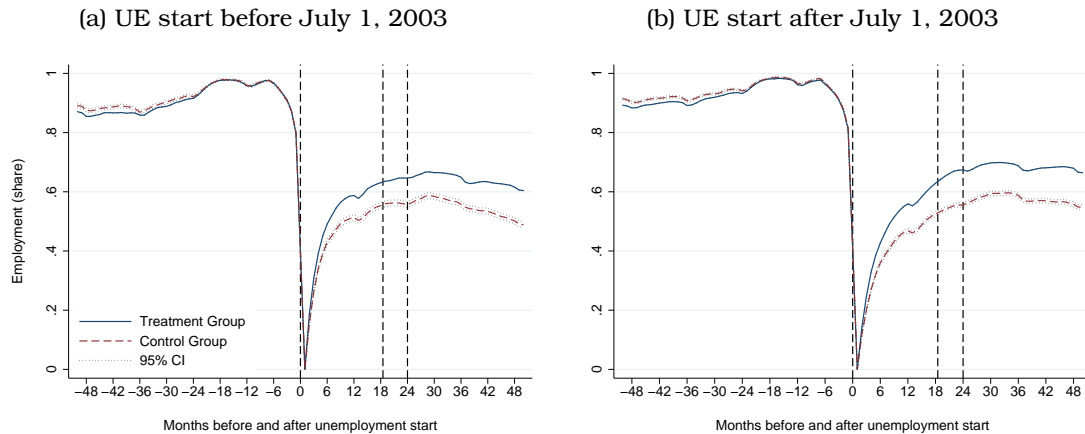 (a) UE start before July 1, 2003
(b) UE start after July 1, 2003
Employment (share)
1
.8
.6
.4
.2
0
Treatment Group
Control Group
95% CI
−48 −42 −36 −30 −24 −18 −12 −6 0 6 12 18 24 30 36 42 48
Months before and after unemployment start
1
.8
.6
.4
.2
0
−48 −42 −36 −30 −24 −18 −12 −6 0 6 12 18 24 30 36 42 48
Months before and after unemployment start